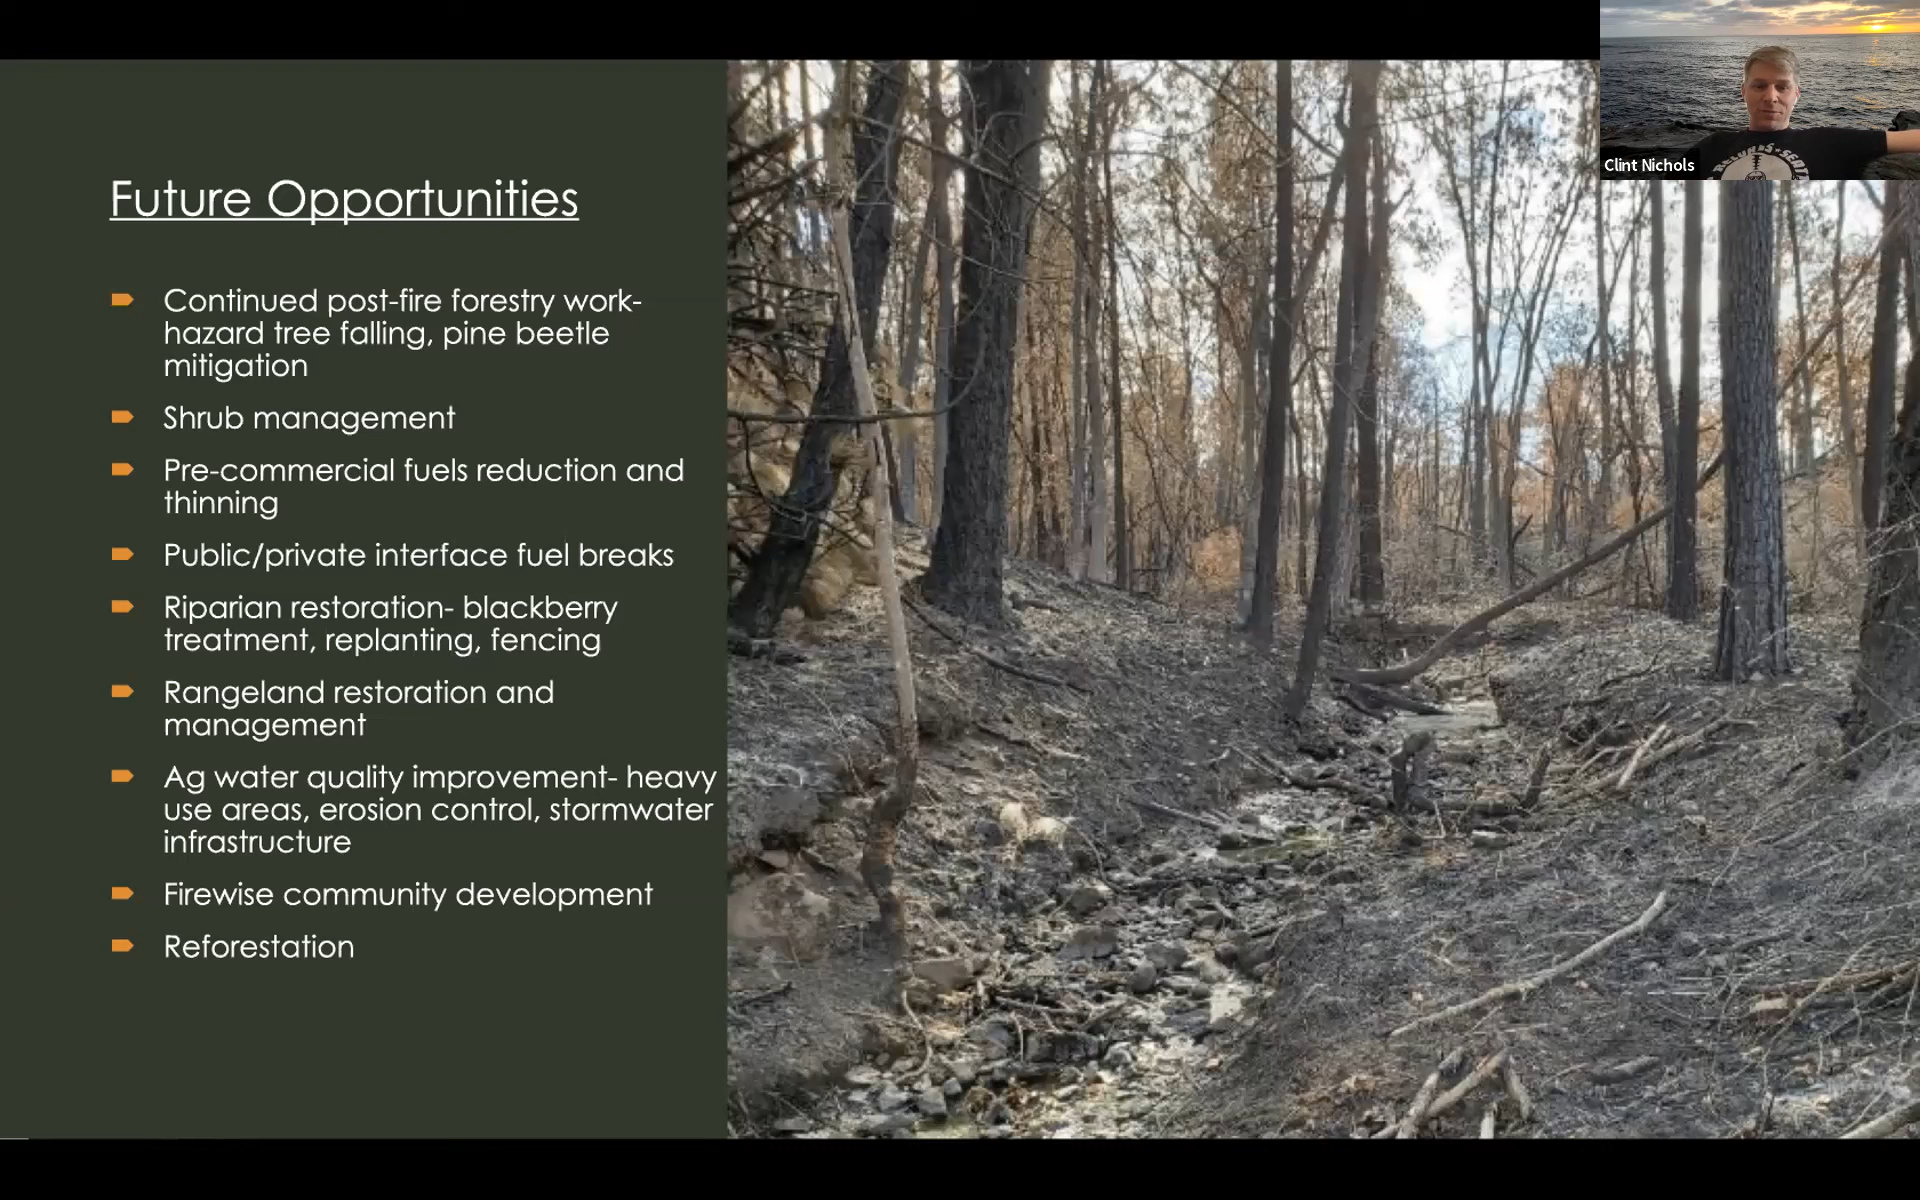 Future Opportunities
Continued post-fire forestry work-
hazard tree falling, pine beetle
mitigation
Shrub management
Pre-commercial fuels reduction and
thinning
Public/private interface fuel breaks
Riparian restoration- blackberry
treatment, replanting, fencing
Rangeland restoration and
management
Ag water quality improvement- heavy
use areas, erosion control, stormwater
infrastructure
Firewise community development
Reforestation
Clint Nichols